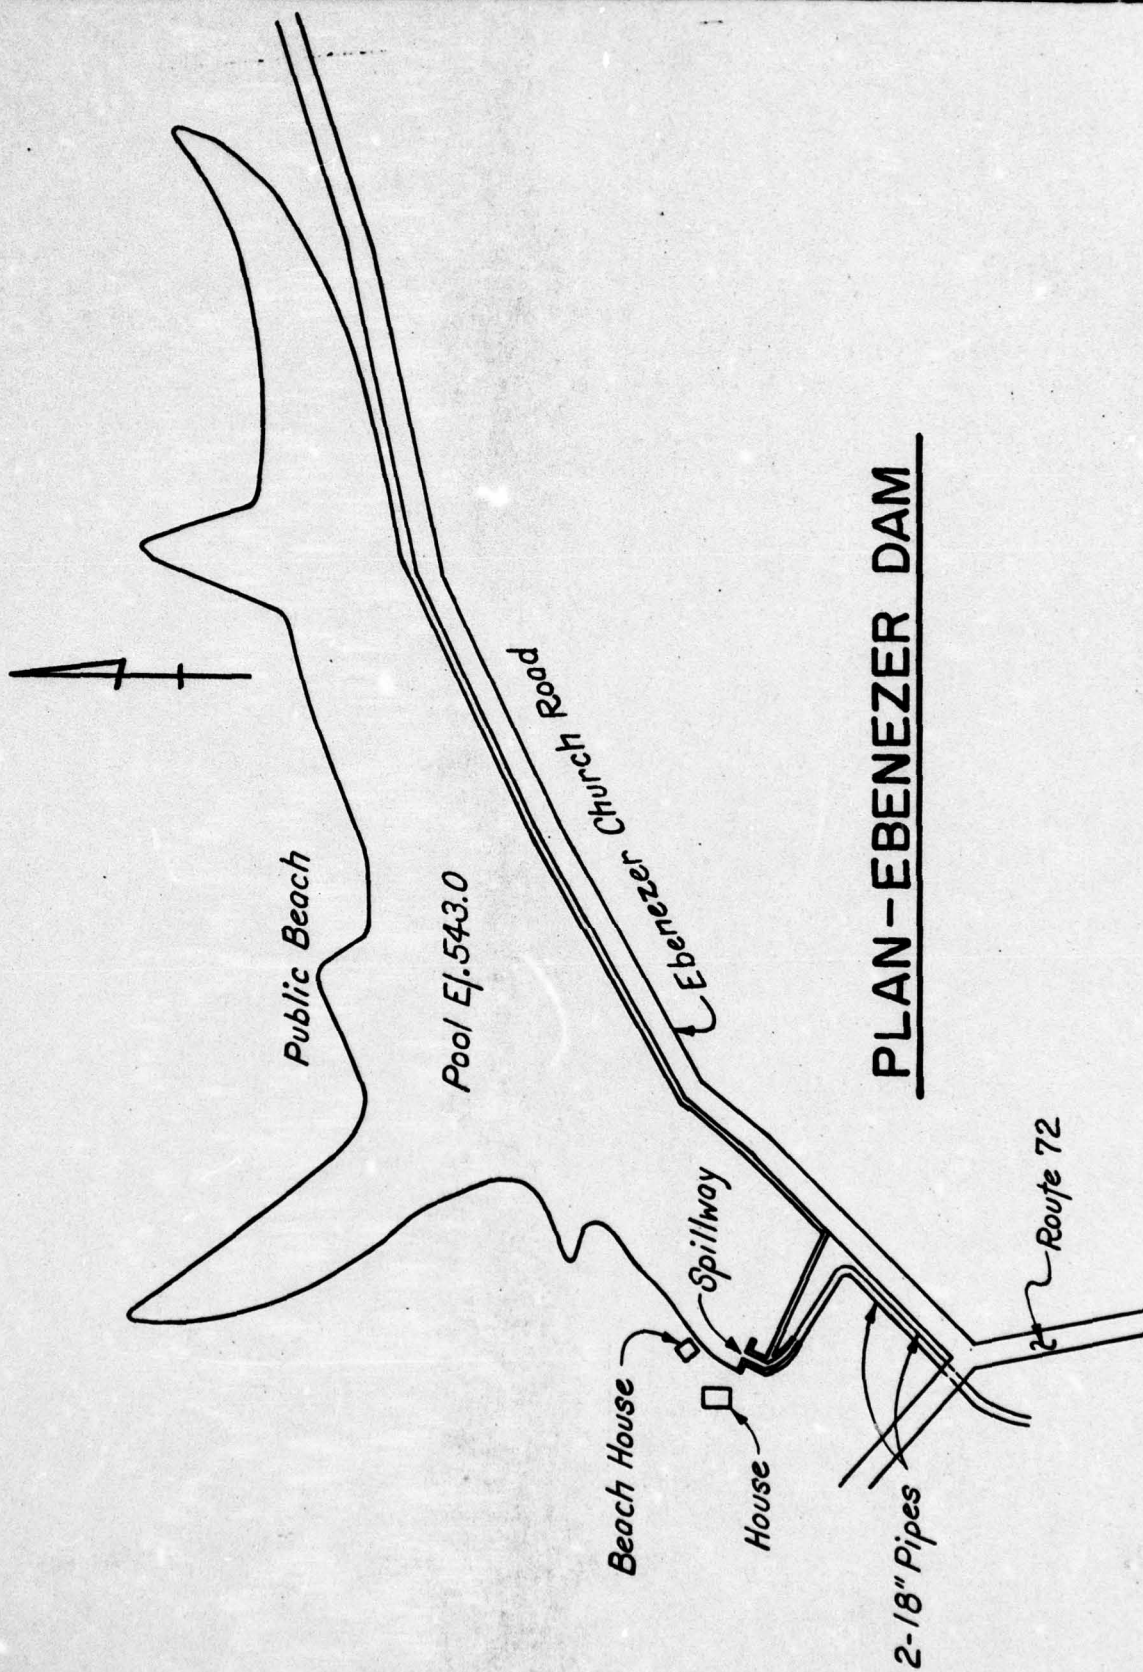 Public Beach
Pool El.543.0
Ebenezer Church Road
Spillway
Beach House
House
2-18" Pipes
Route 72
PLAN-EBENEZER DAM